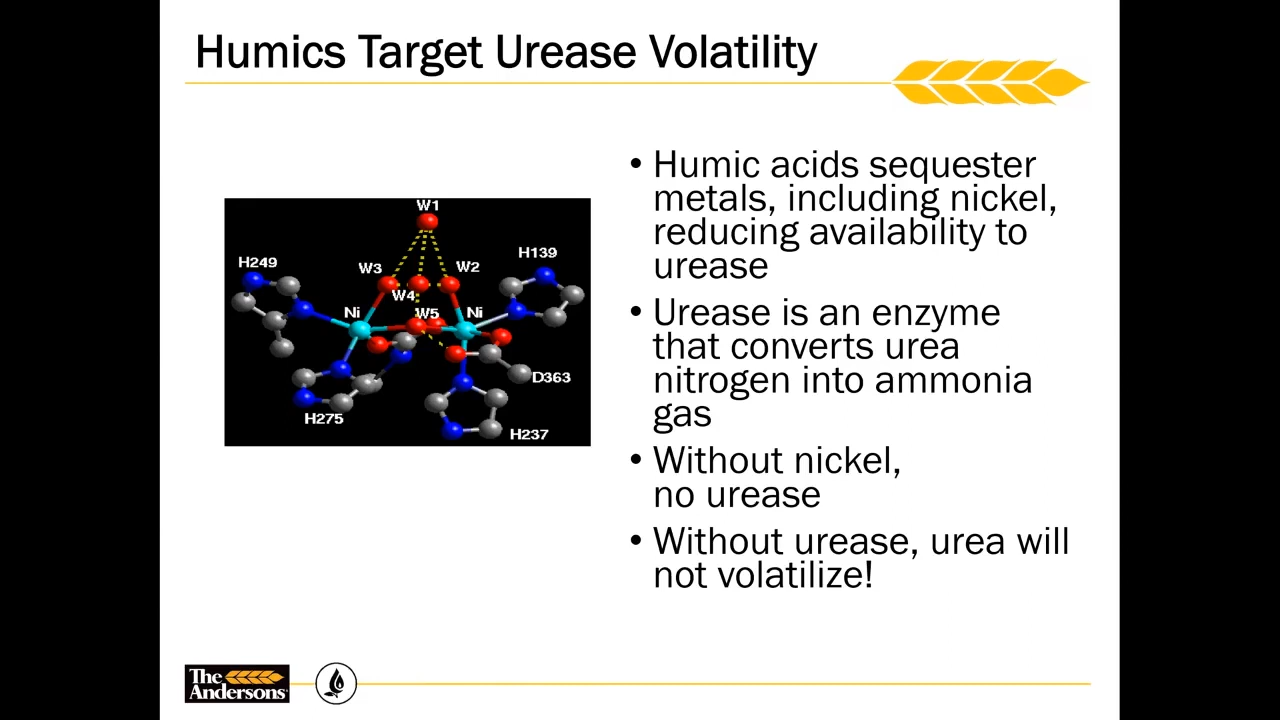 Humics Target Urease Volatility
• Humic acids sequester
metals, including nickel,
reducing availability to
urease
• Urease is an enzyme
that converts urea
nitrogen into ammonia
gas
• Without nickel,
no urease
• Without urease, urea will
not volatilize!
W1
H249
W3
W2
H139
W4
Ni
W5
Ni
D363
H275
H237
The
Andersons